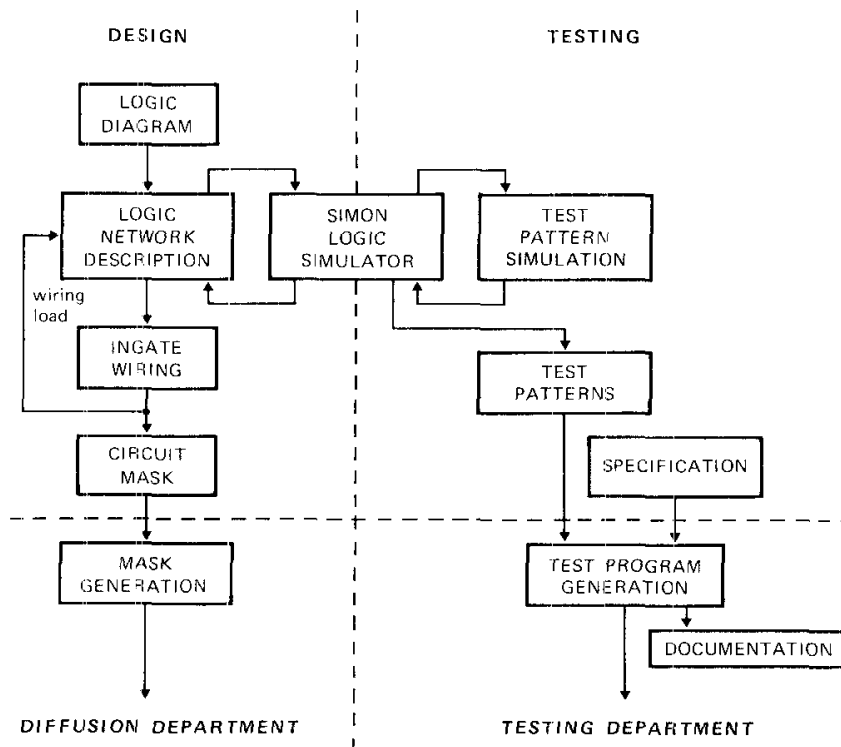 DESIGN
TESTING
LOGIC
DIAGRAM
LOGIC
NETWORK
DESCRIPTION
SIMON
LOGIC
SIMULATOR
TEST
PATTERN
SIMULATION
wiring
load
INGATE
WIRING
TEST
PATTERNS
CIRCUIT
MASK
SPECIFICATION
MASK
GENERATION
TEST PROGRAM
GENERATION
DOCUMENTATION
DIFFUSION DEPARTMENT
TESTING DEPARTMENT